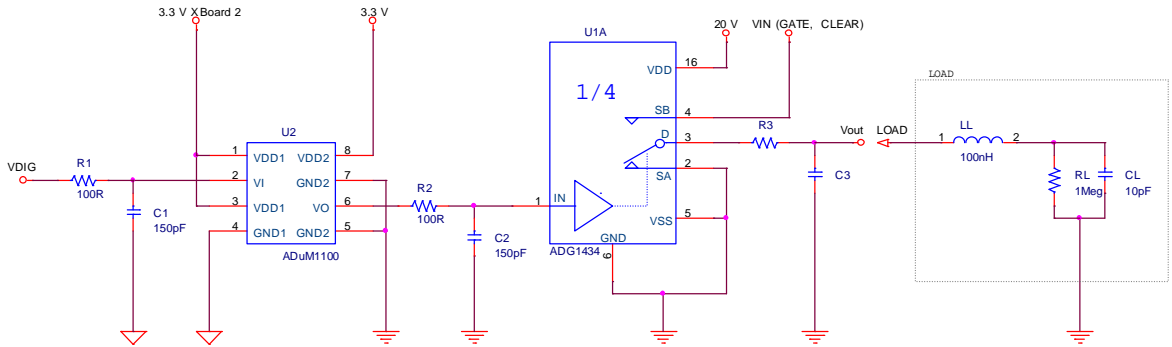 3.3 V XBoard 2
3.3 V
U1A
20 V
VIN (GATE, CLEAR)
VDD
16
1/4
SB
4
LOAD
U2
D
3
R3
Vout
LOAD
1
LL
2
100nH
1
VDD1
VDD2
8
VDIG
R1
100R
2
VI
GND2
7
SA
2
C3
RL
1Meg
CL
10pF
R2
100R
3
VDD1
VO
6
1
IN
C1
150pF
4
GND1
GND2
5
VSS
5
C2
150pF
ADuM1100
GND
ADG1434
6